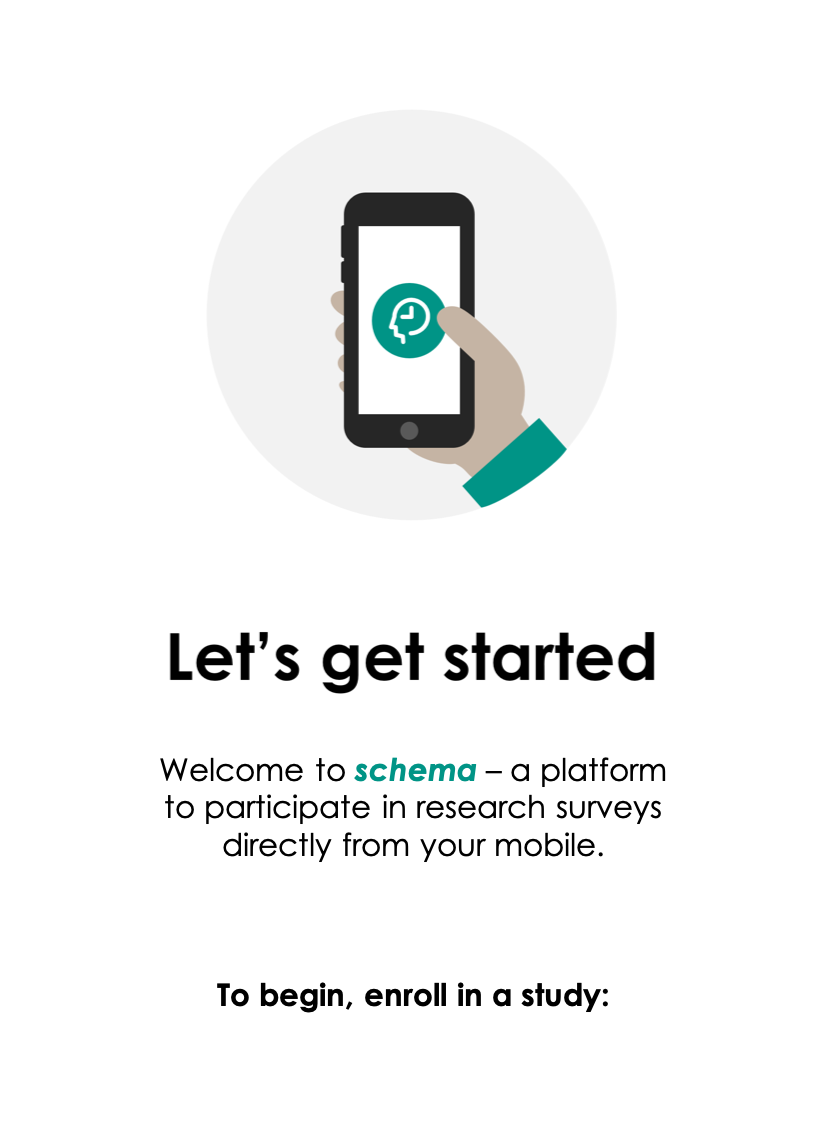 Let’s get started
Welcome to schema – a platform
to participate in research surveys
directly from your mobile.
To begin, enroll in a study: